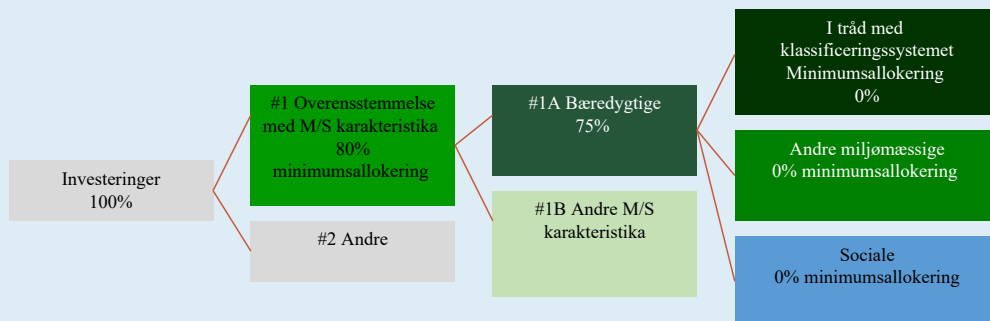 Investeringer
100%
#1 Overensstemmelse
med M/S karakteristika
80%
minimumsallokering
#2 Andre
#1A Bæredygtige
75%
#1B Andre M/S
karakteristika
I tråd med
klassificeringssystemet
Minimumsallokering
0%
Andre miljømæssige
0% minimumsallokering
Sociale
0% minimumsallokering